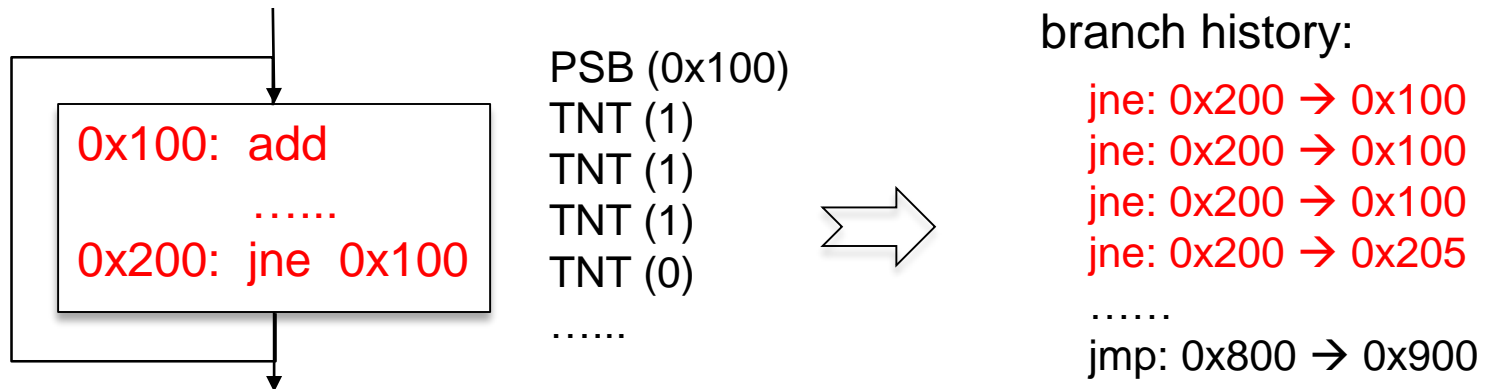 0x100: add
…...
0x200: jne 0x100
PSB (0x100)
TNT (1)
TNT (1)
TNT (1)
TNT (0)
…...
branch history:
jne: 0x200 → 0x100
jne: 0x200 → 0x100
jne: 0x200 → 0x100
jne: 0x200 → 0x205
……
jmp: 0x800 → 0x900